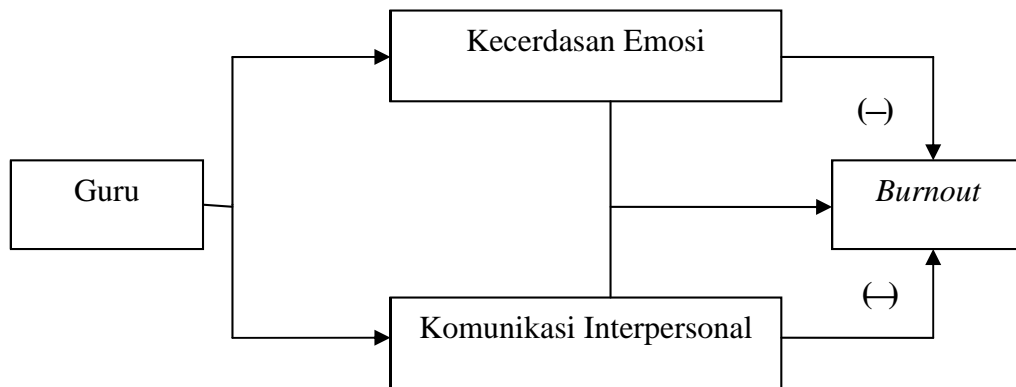 Kecerdasan Emosi
(–)
Guru
Burnout
(–)
Komunikasi Interpersonal